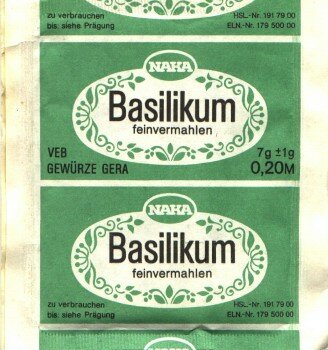 zu verbrauchen
bis: siehe Prägung
HSL.-Nr. 191 79 00
ELN.-Nr. 179 500 00
NAKA
Basilikum
feinvermahlen
VEB
GEWÜRZE GERA
7g ±1g
0,20M
NAKA
Basilikum
feinvermahlen
zu verbrauchen
bis: siehe Prägung
HSL.-Nr. 191 79 00
ELN.-Nr. 179 500 00
NAKA